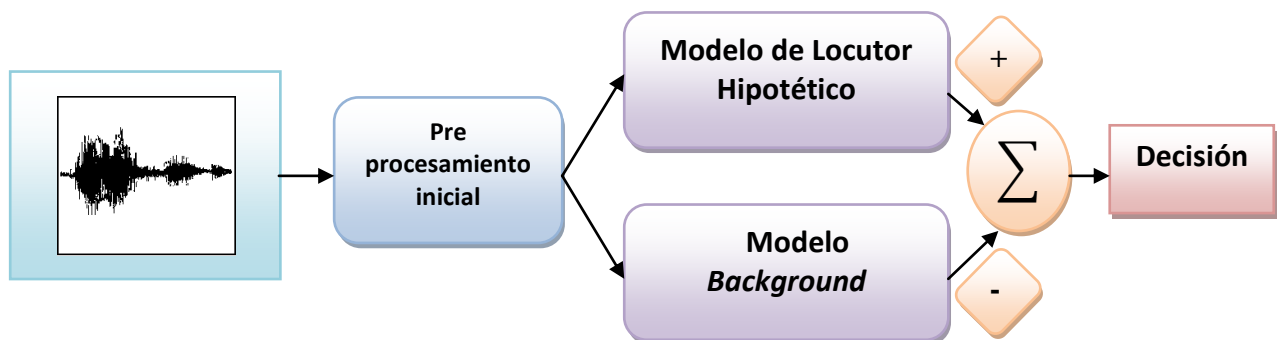 Pre
procesamiento
inicial
Modelo de Locutor
Hipotético
+
Modelo
Background
-
∑
Decisión